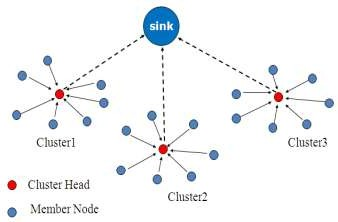 sink
Cluster1
Cluster3
Cluster2
Cluster Head
Member Node